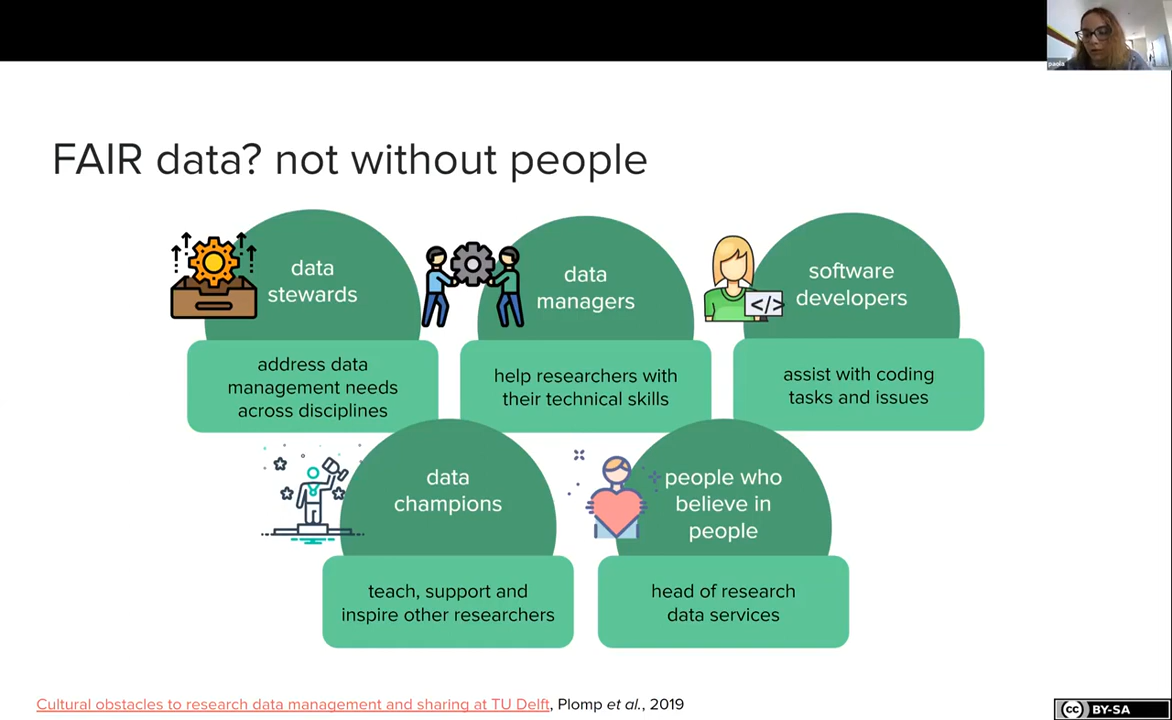 paola
FAIR data? not without people
data
stewards
address data
management needs
across disciplines
data
managers
help researchers with
their technical skills
software
developers
</>
assist with coding
tasks and issues
data
champions
teach, support and
inspire other researchers
people who
believe in
people
head of research
data services
Cultural obstacles to research data management and sharing at TU Delft, Plomp et al., 2019
cc BY-SA